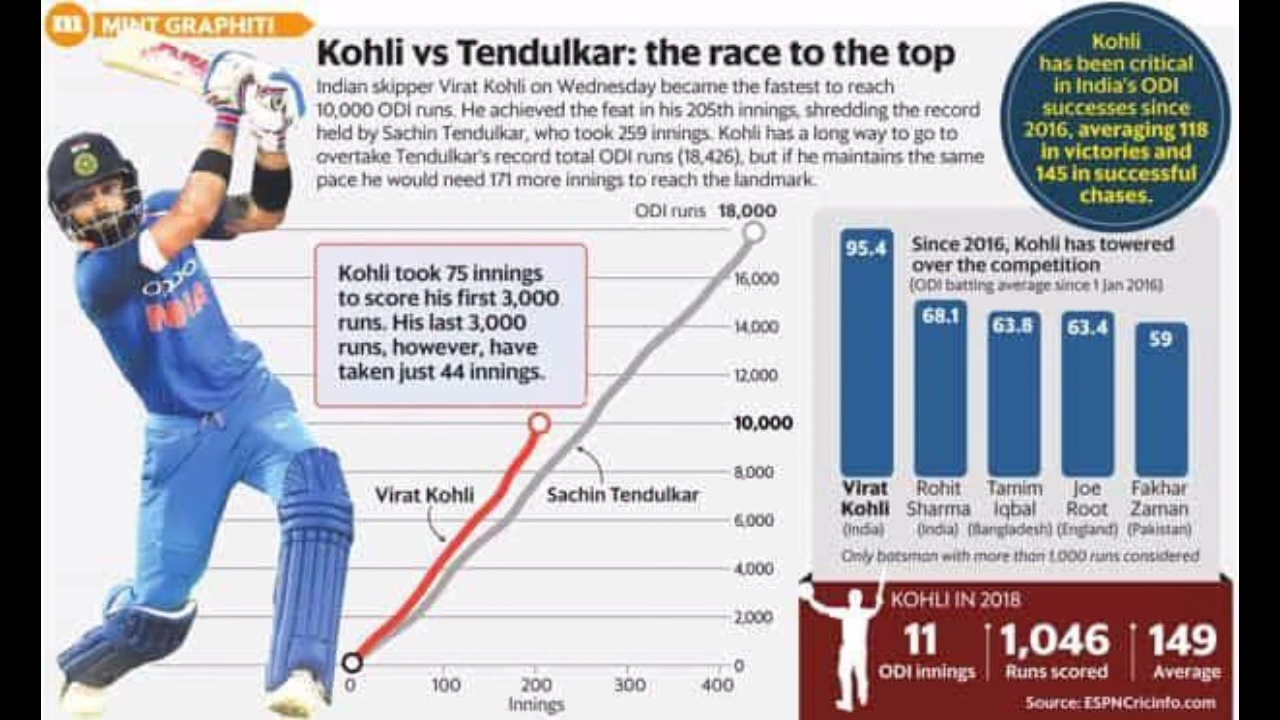 m MINT GRAPHITI
Kohli vs Tendulkar: the race to the top
Indian skipper Virat Kohli on Wednesday became the fastest to reach
10,000 ODI runs. He achieved the feat in his 205th innings, shredding the record
held by Sachin Tendulkar, who took 259 innings. Kohli has a long way to go to
overtake Tendulkar's record total ODI runs (18,426), but if he maintains the same
pace he would need 171 more innings to reach the landmark.
Kohli
has been critical
in India's ODI
successes since
2016, averaging 118
in victories and
145 in successful
chases.
ODI runs 18,000
16,000
14,000
12,000
10,000
8,000
6,000
4,000
2,000
0
Kohli took 75 innings
to score his first 3,000
runs. His last 3,000
runs, however, have
taken just 44 innings.
Virat Kohli
Sachin Tendulkar
0 100 200 300 400
Innings
oppo
INDIA
Since 2016, Kohli has towered
over the competition
(ODI batting average since 1 Jan 2016)
95.4 68.1 63.8 63.4 59
Virat Rohit Tamim Joe Fakhar
Kohli Sharma Iqbal Root Zaman
(India) (India) (Bangladesh) (England) (Pakistan)
Only batsman with more than 1,000 runs considered
KOHLI IN 2018
11 1,046 149
ODI innings Runs scored Average
Source: ESPNCricinfo.com